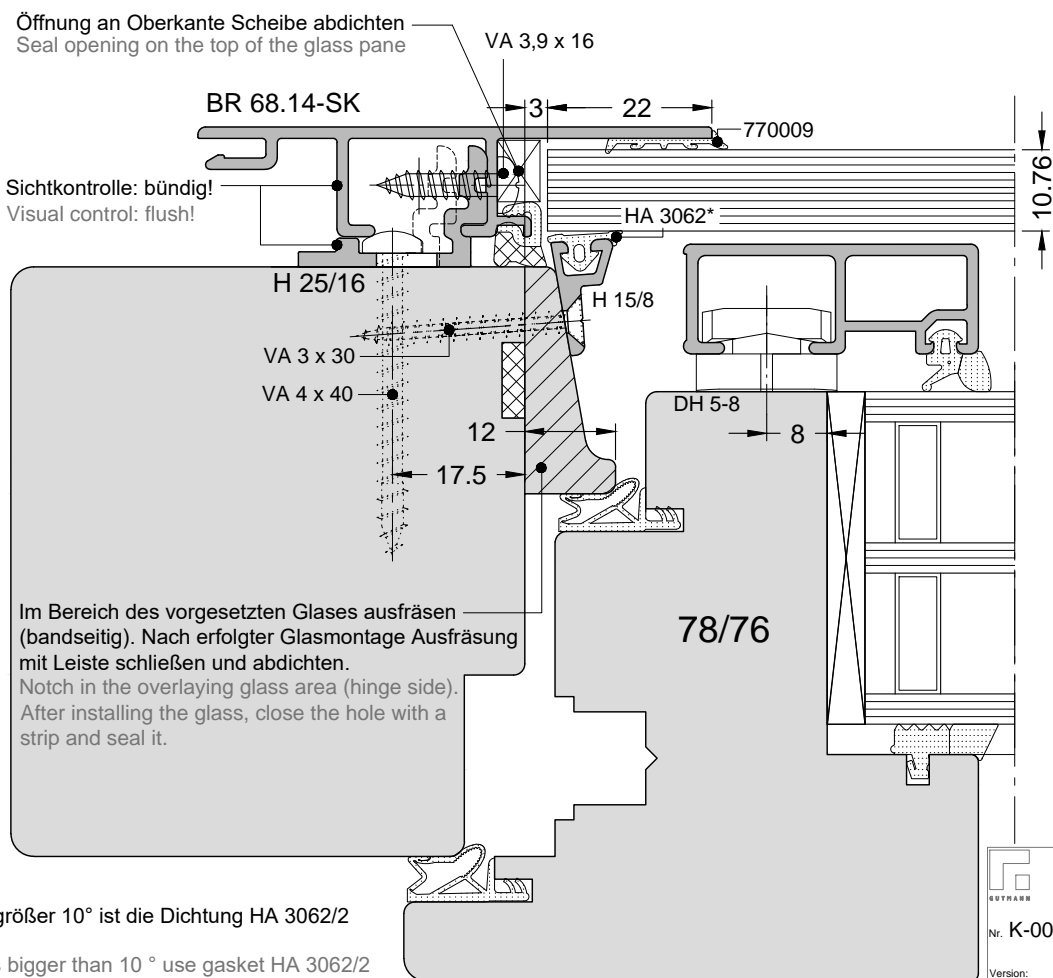 Öffnung an Oberkante Scheibe abdichten
Seal opening on the top of the glass pane
VA 3,9 x 16
BR 68.14-SK
3
22
770009
Sichtkontrolle: bündig!
Visual control: flush!
10.76
HA 3062*
H 25/16
H 15/8
VA 3 x 30
VA 4 x 40
DH 5-8
12
8
17.5
Im Bereich des vorgesetzten Glases ausfräsen
(bandseitig). Nach erfolgter Glasmontage Ausfräsung
mit Leiste schließen und abdichten.
Notch in the overlaying glass area (hinge side).
After installing the glass, close the hole with a
strip and seal it.
78/76
größer 10° ist die Dichtung HA 3062/2
bigger than 10 ° use gasket HA 3062/2
GUTMANN
Nr. K-00
Version: